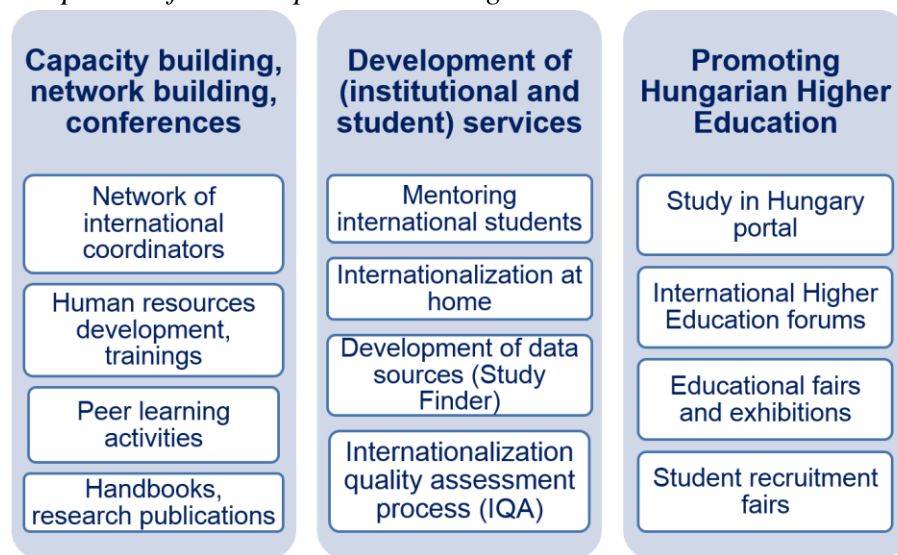 Capacity building,
network building,
conferences
Network of
international
coordinators
Human resources
development,
trainings
Peer learning
activities
Handbooks,
research publications
Development of
(institutional and
student) services
Mentoring
international students
Internationalization at
home
Development of data
sources (Study
Finder)
Internationalization
quality assessment
process (IQA)
Promoting
Hungarian Higher
Education
Study in Hungary
portal
International Higher
Education forums
Educational fairs
and exhibitions
Student recruitment
fairs